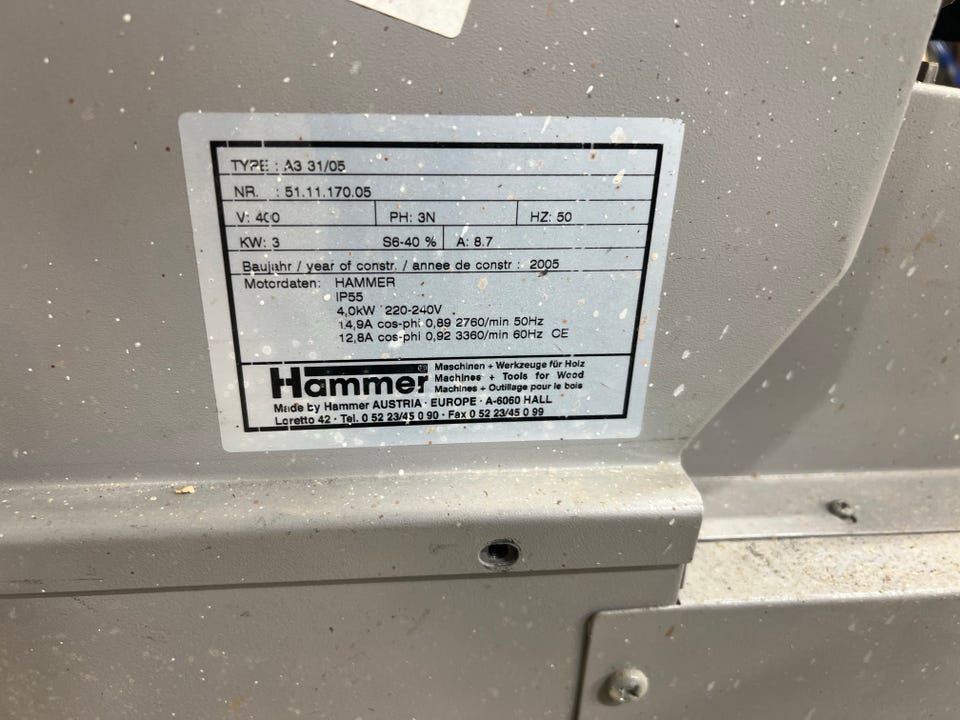 TYPE : A3 31/05
NR. : 51.11.170.05
V: 400 PH: 3N HZ: 50
KW: 3 S6-40 % A: 8.7
Baujahr / year of constr. / annee de constr : 2005
Motordaten: HAMMER
IP55
4,0kW 220-240V
14,9A cos-phi 0,89 2760/min 50Hz
12,8A cos-phi 0,92 3360/min 60Hz CE
Hammer
Maschinen + Werkzeuge für Holz
Machines + Tools for Wood
Machines + Outillage pour le bois
Made by Hammer AUSTRIA · EUROPE · A-6060 HALL
Loretto 42 · Tel. 0 52 23/45 0 90 · Fax 0 52 23/45 0 99